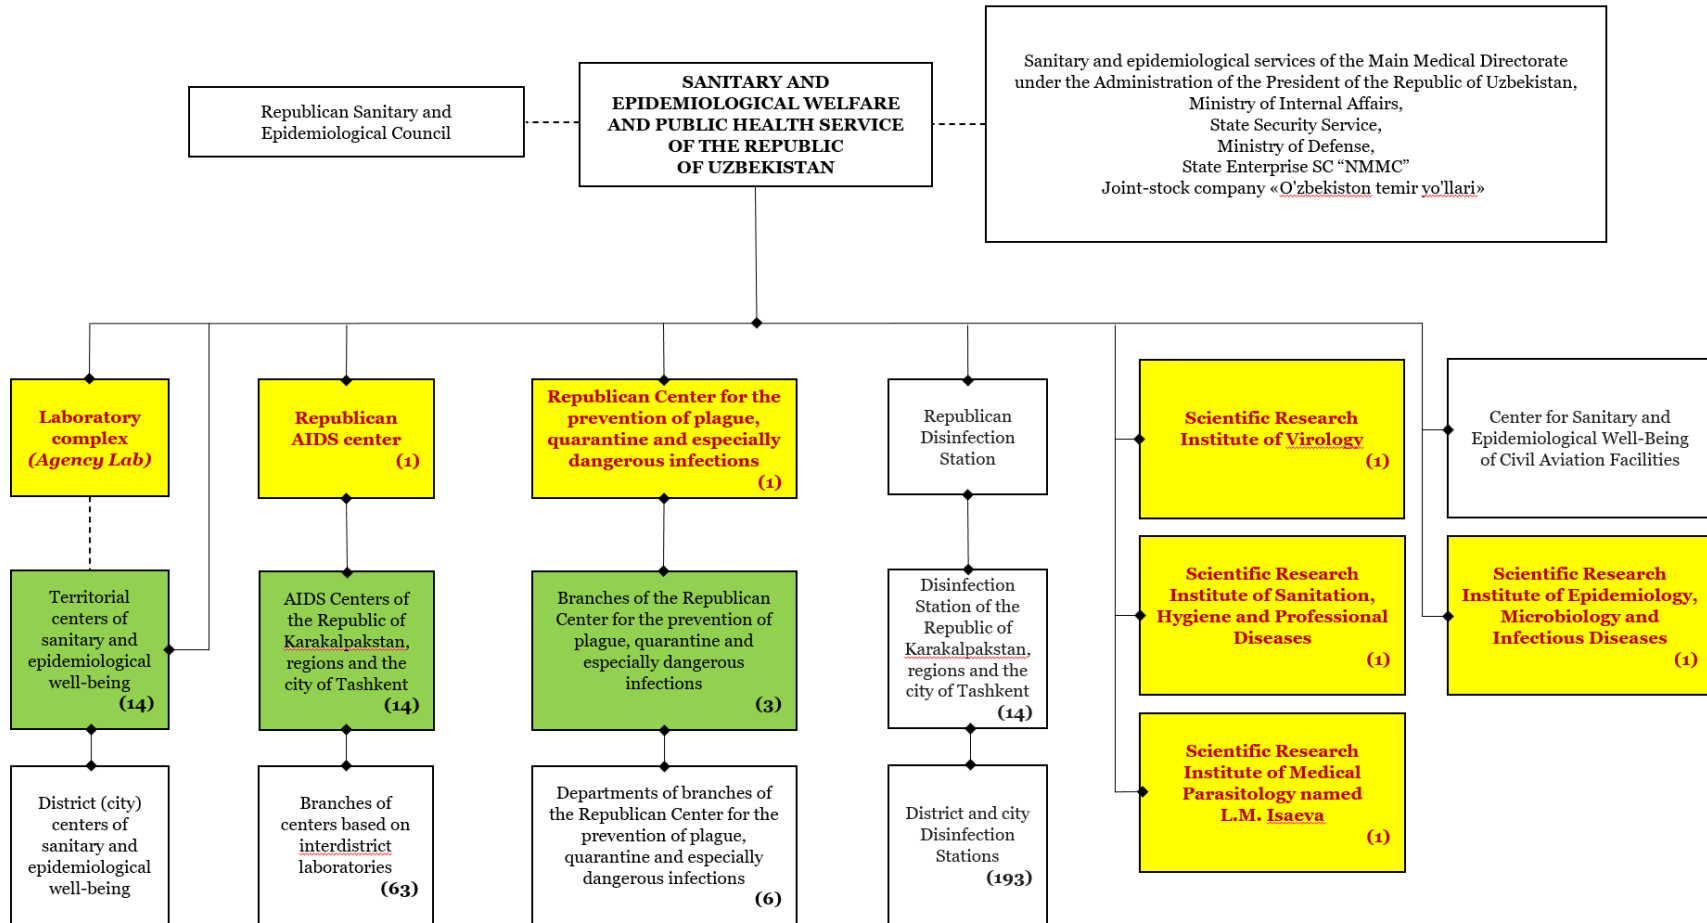 Republican Sanitary and
Epidemiological Council
SANITARY AND
EPIDEMIOLOGICAL WELFARE
AND PUBLIC HEALTH SERVICE
OF THE REPUBLIC
OF UZBEKISTAN
Sanitary and epidemiological services of the Main Medical Directorate
under the Administration of the President of the Republic of Uzbekistan,
Ministry of Internal Affairs,
State Security Service,
Ministry of Defense,
State Enterprise SC “NMMC”
Joint-stock company «O'zbekiston temir yo'llari»
Laboratory
complex
(Agency Lab)
Republican
AIDS center
(1)
Republican Center for the
prevention of plague,
quarantine and especially
dangerous infections
(1)
Republican
Disinfection
Station
Scientific Research
Institute of Virology
(1)
Center for Sanitary and
Epidemiological Well-Being
of Civil Aviation Facilities
Territorial
centers of
sanitary and
epidemiological
well-being
(14)
AIDS Centers of
the Republic of
Karakalpakstan,
regions and the
city of Tashkent
(14)
Branches of the Republican
Center for the prevention of
plague, quarantine and
especially dangerous
infections
(3)
Disinfection
Station of the
Republic of
Karakalpakstan,
regions and the
city of Tashkent
(14)
Scientific Research
Institute of Sanitation,
Hygiene and Professional
Diseases
(1)
Scientific Research
Institute of Epidemiology,
Microbiology and
Infectious Diseases
(1)
District (city)
centers of
sanitary and
epidemiological
well-being
Branches of
centers based on
interdistrict
laboratories
(63)
Departments of branches of
the Republican Center for the
prevention of plague,
quarantine and especially
dangerous infections
(6)
District and city
Disinfection
Stations
(193)
Scientific Research
Institute of Medical
Parasitology named
L.M. Isaeva
(1)